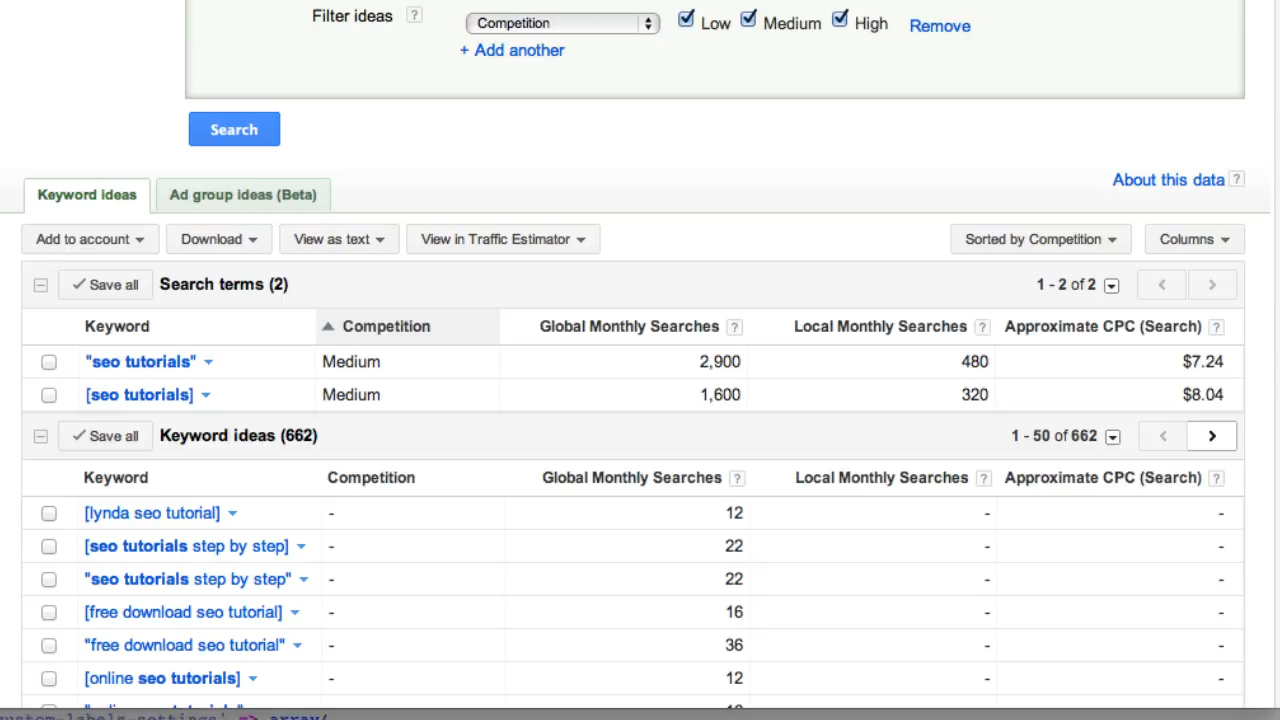 Filter ideas ? Competition Low Medium High Remove
+ Add another
Search
About this data ?
Keyword ideas Ad group ideas (Beta)
Add to account Download View as text View in Traffic Estimator Sorted by Competition Columns
Save all Search terms (2) 1 - 2 of 2
Keyword Competition Global Monthly Searches ? Local Monthly Searches ? Approximate CPC (Search) ?
"seo tutorials" Medium 2,900 480 $7.24
[seo tutorials] Medium 1,600 320 $8.04
Save all Keyword ideas (662) 1 - 50 of 662
Keyword Competition Global Monthly Searches ? Local Monthly Searches ? Approximate CPC (Search) ?
[lynda seo tutorial] - 12 - -
[seo tutorials step by step] - 22 - -
"seo tutorials step by step" - 22 - -
[free download seo tutorial] - 16 - -
"free download seo tutorial" - 36 - -
[online seo tutorials] - 12 - -